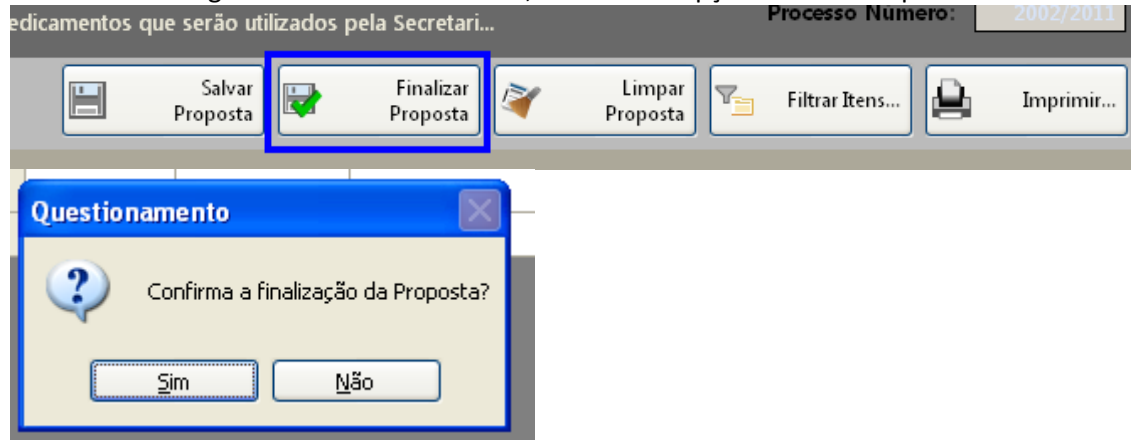 edicamentos que serão utilizados pela Secretari...
Processo Número: 2002/2011
Salvar
Proposta
Finalizar
Proposta
Limpar
Proposta
Filtrar Itens...
Imprimir...
Questionamento
Confirma a finalização da Proposta?
Sim
Não